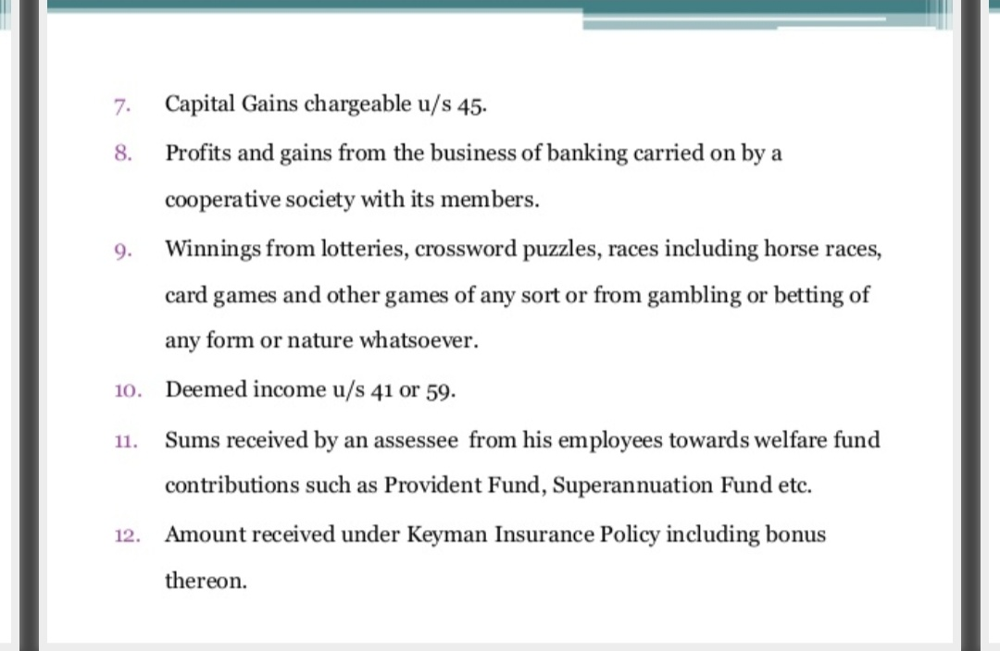 7. Capital Gains chargeable u/s 45.
8. Profits and gains from the business of banking carried on by a
cooperative society with its members.
9. Winnings from lotteries, crossword puzzles, races including horse races,
card games and other games of any sort or from gambling or betting of
any form or nature whatsoever.
10. Deemed income u/s 41 or 59.
11. Sums received by an assessee from his employees towards welfare fund
contributions such as Provident Fund, Superannuation Fund etc.
12. Amount received under Keyman Insurance Policy including bonus
thereon.